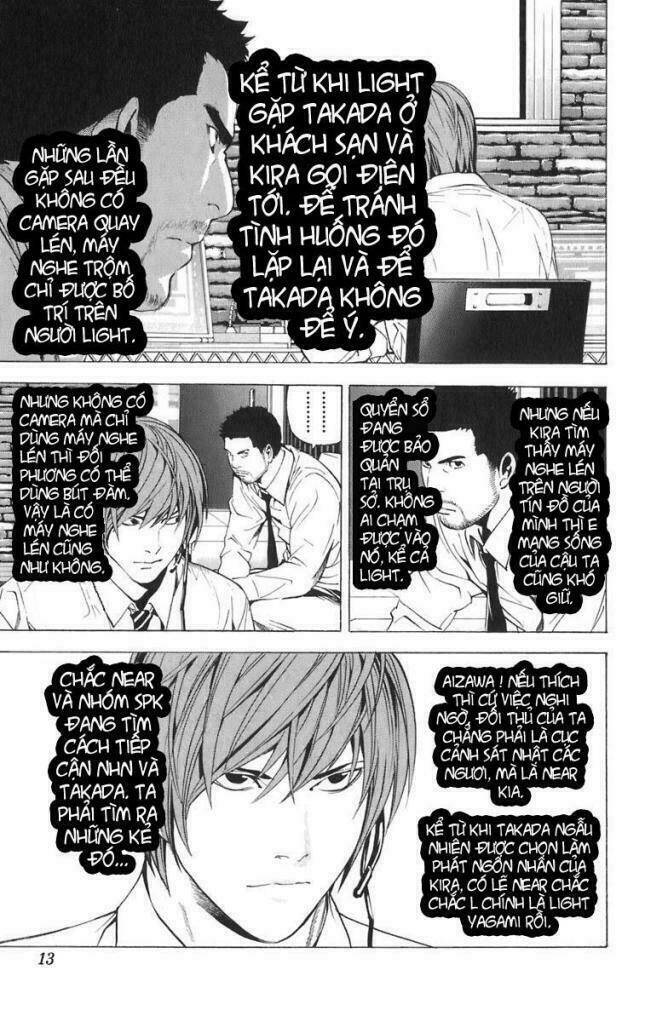 KỂ TỪ KHI LIGHT
GẶP TAKADA Ở
KHÁCH SẠN VÀ
KIRA GỌI ĐIÊN
TỚI. ĐỂ TRÁNH
TÌNH HUỐNG ĐÓ
LẶP LẠI VÀ ĐỂ
TAKADA KHÔNG
ĐỂ Ý.
NHỮNG LẦN
GẶP SAU ĐỀU
KHÔNG CÓ
CAMERA QUAY
LÉN, MÁY
NGHE TRỘM
CHỈ ĐƯỢC BỐ
TRÍ TRÊN
NGƯỜI LIGHT.
NHƯNG NẾU
KIRA TÌM
THẤY MÁY
NGHE LÉN
TRÊN NGƯỜI
TÍN ĐỒ CỦA
MÌNH THÌ E
MẠNG SỐNG
CỦA CẬU TA
CŨNG KHÓ
GIỮ.
QUYỂN SỔ
ĐANG
ĐƯỢC BẢO
QUẢN
TẠI TRỤ
SỞ. KHÔNG
AI CHẠM
ĐƯỢC VÀO
NÓ, KỂ CẢ
LIGHT.
......
......
NHƯNG KHÔNG CÓ
CAMERA MÀ CHỈ
DÙNG MÁY NGHE
LÉN THÌ ĐỐI
PHƯƠNG CÓ THỂ
DÙNG BÚT ĐÀM.
VẬY LÀ CÓ
MÁY NGHE
LÉN CŨNG
NHƯ KHÔNG.
AIZAWA ! NẾU THÍCH
THÌ CỨ VIỆC NGHI
NGỜ, ĐỐI THỦ CỦA TA
CHẲNG PHẢI LÀ CỤC
CẢNH SÁT NHẬT CÁC
NGƯƠI, MÀ LÀ NEAR
KIA.
KỂ TỪ KHI TAKADA NGẪU
NHIÊN ĐƯỢC CHỌN LÀM
PHÁT NGÔN NHÂN CỦA
KIRA, CÓ LẼ NEAR CHẮC
CHẮC L CHÍNH LÀ LIGHT
YAGAMI RỒI.
CHẮC NEAR
VÀ NHÓM SPK
ĐANG TÌM
CÁCH TIẾP
CẬN NHN VÀ
TAKADA. TA
PHẢI TÌM RA
NHỮNG KẺ
ĐÓ...
13